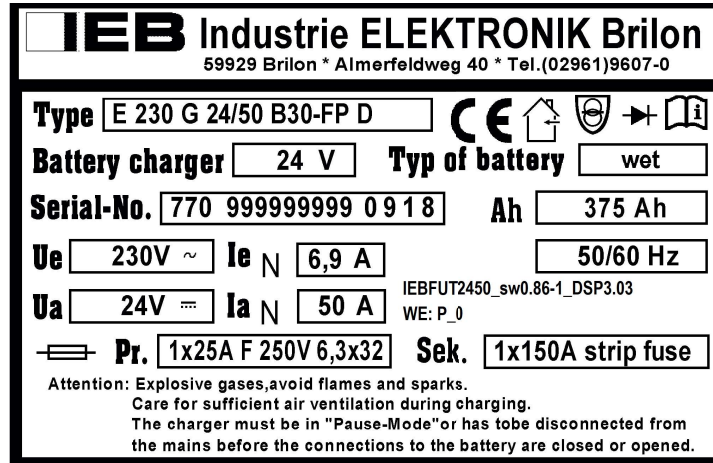 IEB Industrie ELEKTRONIK Brilon
59929 Brilon * Almerfeldweg 40 * Tel.(02961)9607-0
Type E 230 G 24/50 B30-FP D CE i
Battery charger 24 V Typ of battery wet
Serial-No. 770 999999999 0918 Ah 375 Ah
Ue 230V ~ Ie N 6,9 A 50/60 Hz
IEBFUT2450_sw0.86-1_DSP3.03
Ua 24V ⎓ Ia N 50 A WE: P_0
Pr. 1x25A F 250V 6,3x32 Sek. 1x150A strip fuse
Attention: Explosive gases,avoid flames and sparks.
Care for sufficient air ventilation during charging.
The charger must be in "Pause-Mode"or has tobe disconnected from
the mains before the connections to the battery are closed or opened.